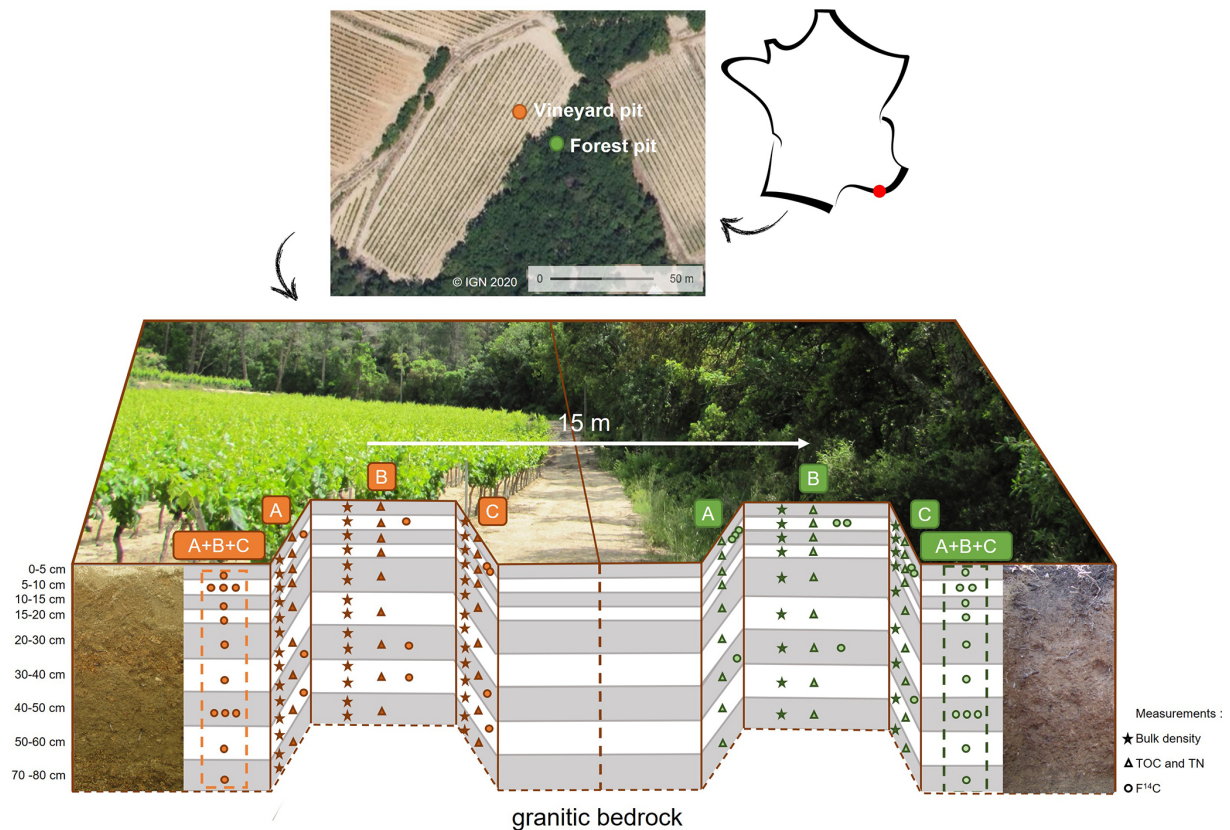 Vineyard pit
Forest pit
© IGN 2020
0 50 m
15 m
B
B
A
C
A
C
A+B+C
A+B+C
0-5 cm
5-10 cm
10-15 cm
15-20 cm
20-30 cm
30-40 cm
40-50 cm
50-60 cm
70 -80 cm
Measurements :
Bulk density
TOC and TN
F¹⁴C
granitic bedrock